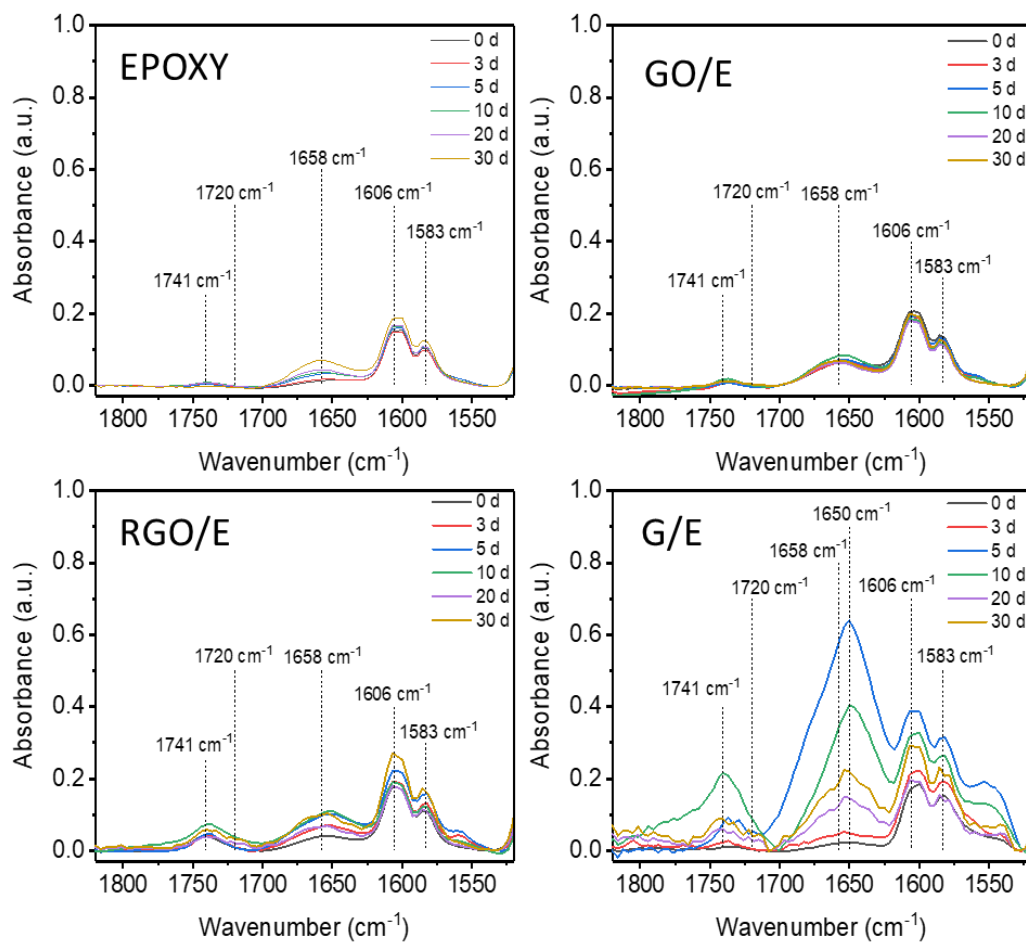 EPOXY
0 d
3 d
5 d
10 d
20 d
30 d
1658 cm⁻¹
1720 cm⁻¹
1606 cm⁻¹
1583 cm⁻¹
1741 cm⁻¹
1.0
0.8
0.6
0.4
0.2
0.0
Absorbance (a.u.)
1800 1750 1700 1650 1600 1550
Wavenumber (cm⁻¹)
GO/E
0 d
3 d
5 d
10 d
20 d
30 d
1720 cm⁻¹
1658 cm⁻¹
1606 cm⁻¹
1583 cm⁻¹
1741 cm⁻¹
1.0
0.8
0.6
0.4
0.2
0.0
Absorbance (a.u.)
1800 1750 1700 1650 1600 1550
Wavenumber (cm⁻¹)
RGO/E
0 d
3 d
5 d
10 d
20 d
30 d
1720 cm⁻¹
1658 cm⁻¹
1606 cm⁻¹
1583 cm⁻¹
1741 cm⁻¹
1.0
0.8
0.6
0.4
0.2
0.0
Absorbance (a.u.)
1800 1750 1700 1650 1600 1550
Wavenumber (cm⁻¹)
G/E
0 d
3 d
5 d
10 d
20 d
30 d
1650 cm⁻¹
1658 cm⁻¹
1720 cm⁻¹
1606 cm⁻¹
1583 cm⁻¹
1741 cm⁻¹
1.0
0.8
0.6
0.4
0.2
0.0
Absorbance (a.u.)
1800 1750 1700 1650 1600 1550
Wavenumber (cm⁻¹)